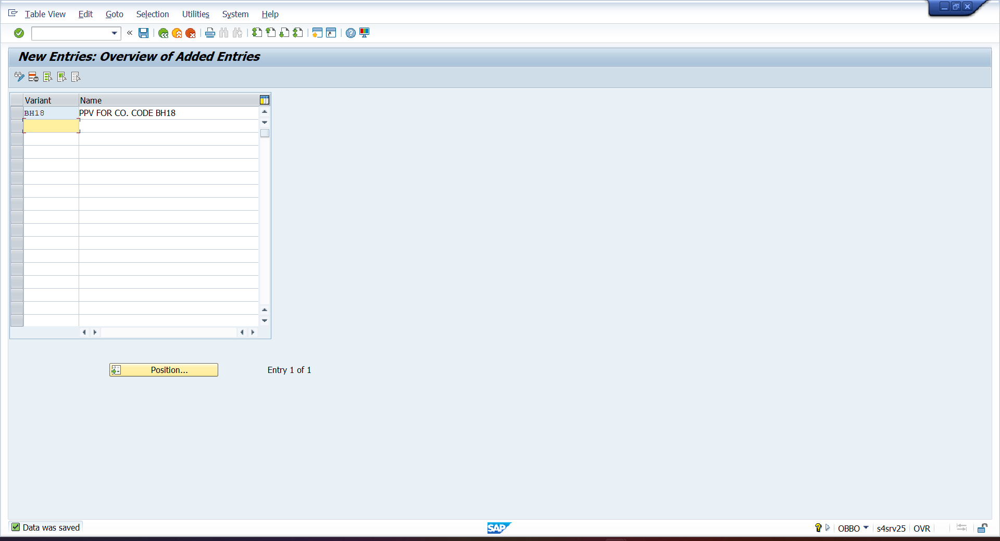 Table View Edit Goto Selection Utilities System Help
New Entries: Overview of Added Entries
Variant Name
BH18 PPV FOR CO. CODE BH18
Position... Entry 1 of 1
Data was saved SAP OBBO s4srv25 OVR